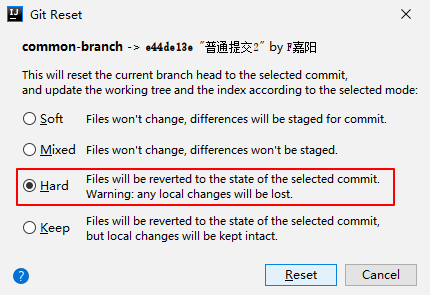 Git Reset
common-branch -> e44de13e "普通提交2" by F嘉阳
This will reset the current branch head to the selected commit,
and update the working tree and the index according to the selected mode:
Soft Files won't change, differences will be staged for commit.
Mixed Files won't change, differences won't be staged.
Hard Files will be reverted to the state of the selected commit.
Warning: any local changes will be lost.
Keep Files will be reverted to the state of the selected commit,
but local changes will be kept intact.
? Reset Cancel